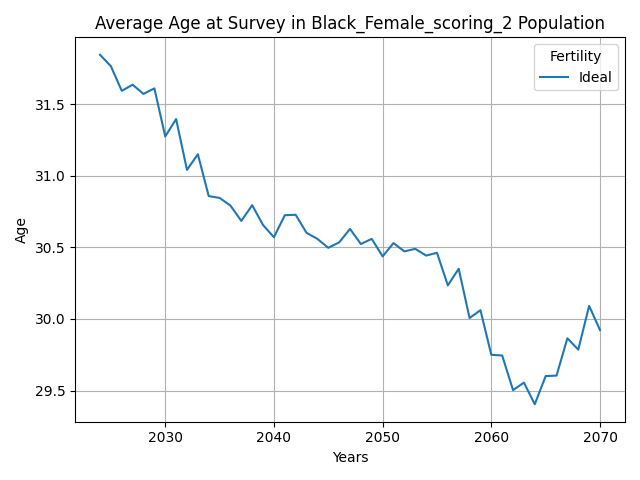 Average Age at Survey in Black_Female_scoring_2 Population
Fertility
Ideal
31.5
31.0
30.5
30.0
29.5
Age
2030
2040
2050
2060
2070
Years